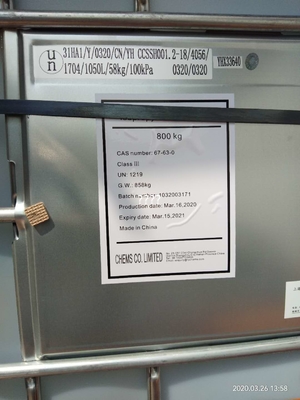 un
31HA1/Y/0320/CN/YH CCSSH001.2-18/4056/
1704/1050L/58kg/100kPa 0320/0320
YHX33640
800 kg
CAS number: 67-63-0
Class III
UN: 1219
G.W.: 858kg
Batch number: 1032003171
Production date: Mar.16.2020
Expiry date: Mar.15.2021
Made in China
CHEMS CO. LIMITED
2020.03.26 13:58